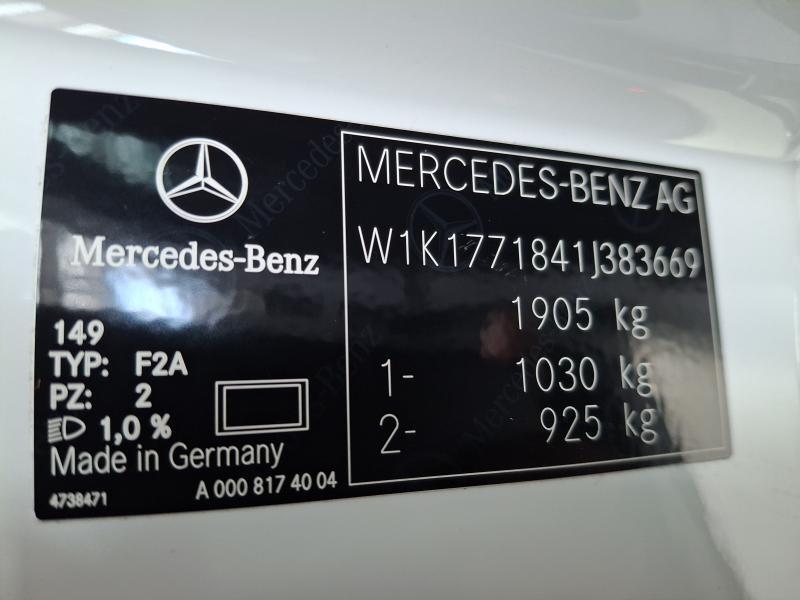 Mercedes-Benz
149
TYP: F2A
PZ: 2
1,0 %
Made in Germany
4738471
A 000 817 40 04
MERCEDES-BENZ AG
W1K1771841J383669
1905 kg
1- 1030 kg
2- 925 kg